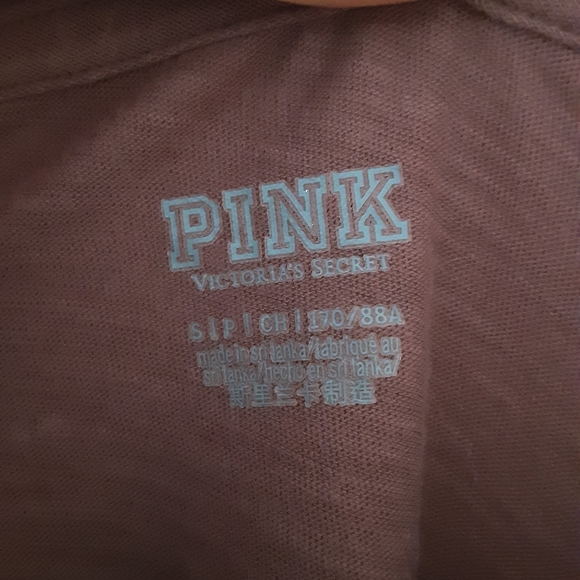 PINK
VICTORIA'S SECRET
S | P | CH | 170/88A
made in sri lanka/fabriqué au
sri lanka/hecho en sri lanka/
斯里兰卡制造